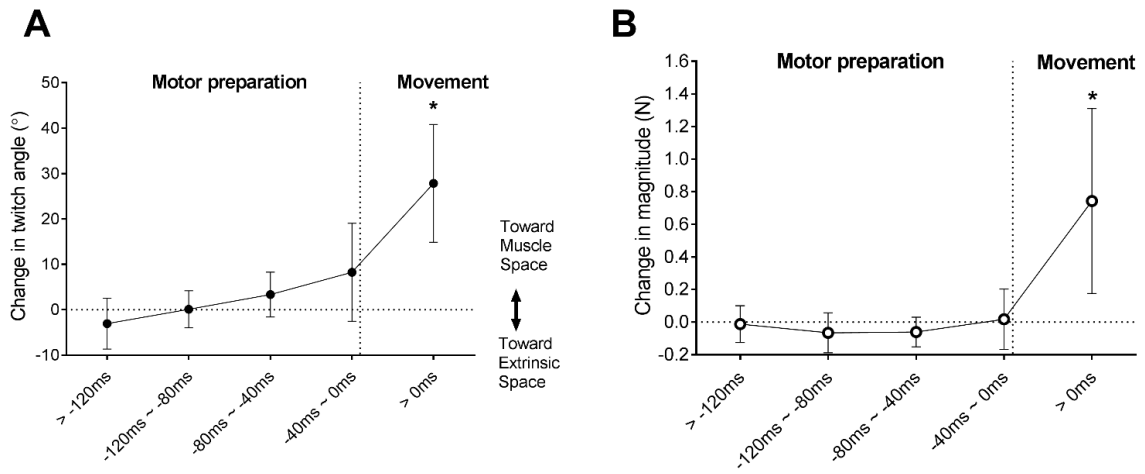 A
Motor preparation
Movement
Change in twitch angle (°)
50
40
30
20
10
0
-10
*
> -120ms
-120ms ~ -80ms
-80ms ~ -40ms
-40ms ~ 0ms
> 0ms
Toward
Muscle
Space
Toward
Extrinsic
Space
B
Motor preparation
Movement
Change in magnitude (N)
1.6
1.4
1.2
1.0
0.8
0.6
0.4
0.2
0.0
-0.2
*
> -120ms
-120ms ~ -80ms
-80ms ~ -40ms
-40ms ~ 0ms
> 0ms